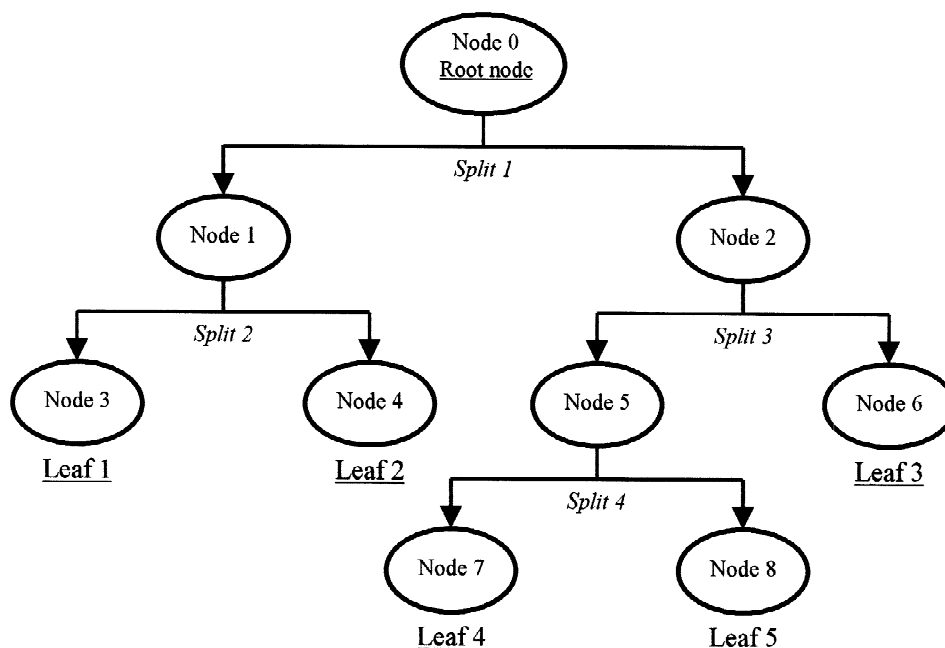 Node 0
Root node
Split 1
Node 1
Node 2
Split 2
Split 3
Node 3
Node 4
Node 5
Node 6
Leaf 1
Leaf 2
Leaf 3
Split 4
Node 7
Node 8
Leaf 4
Leaf 5